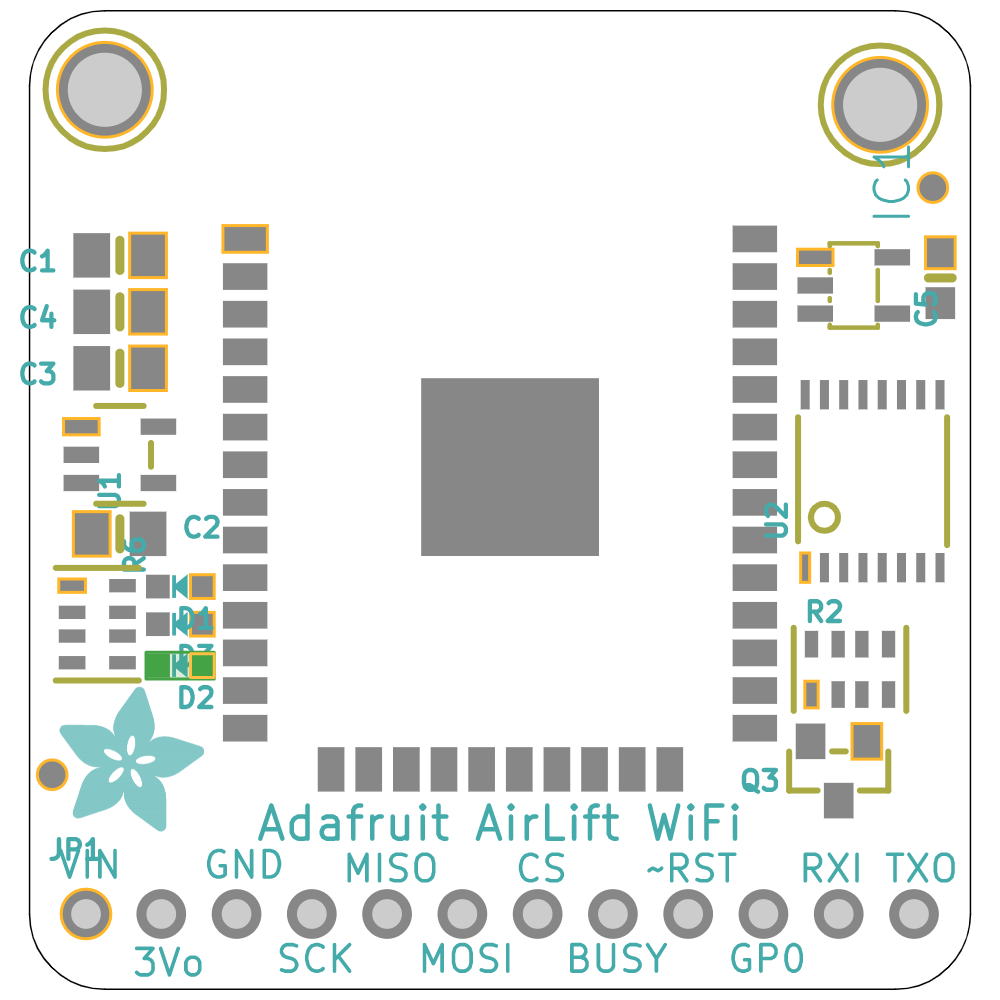 IC1
C1
C4
C5
C3
U1
U2
C2
R6
D1
R2
D3
D2
Q3
Adafruit AirLift WiFi
JP1
VIN GND MISO CS ~RST RXI TXO
3Vo SCK MOSI BUSY GP0